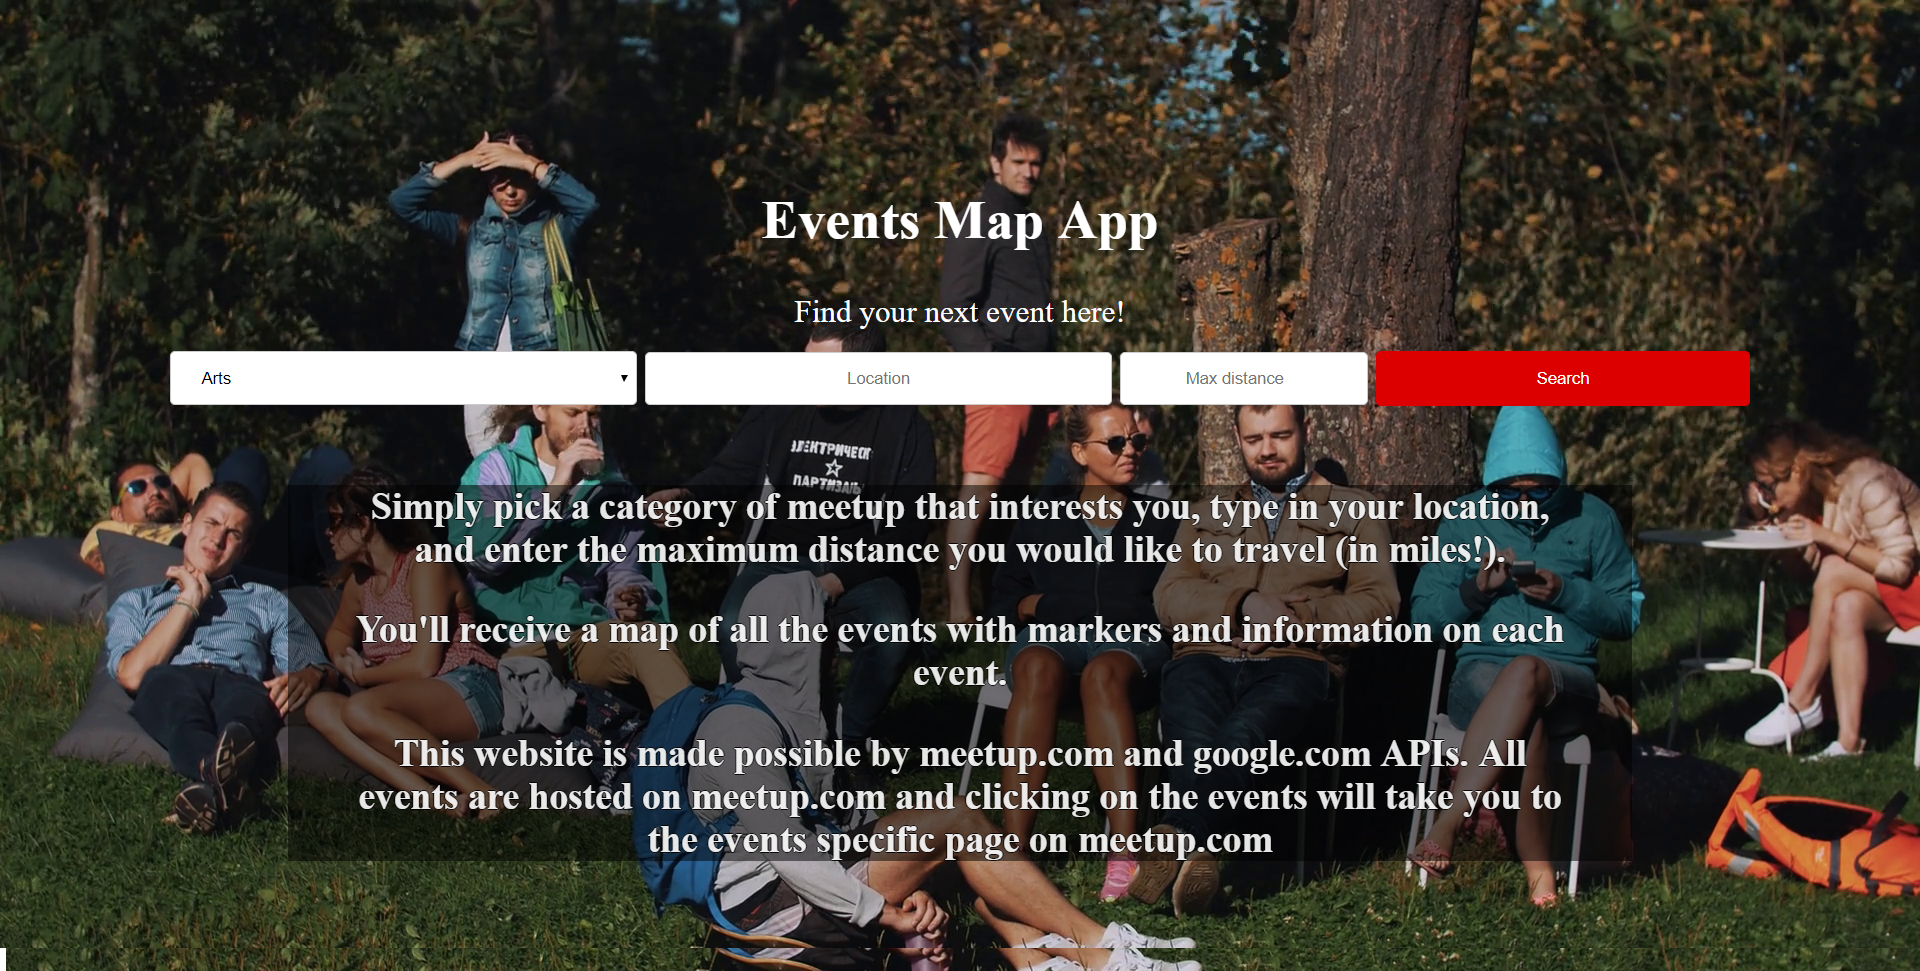 Events Map App
Find your next event here!
Arts
Location
Max distance
Search
ЭЛЕКТРИЧЕСК
ПАРТИЗАН
Simply pick a category of meetup that interests you, type in your location,
and enter the maximum distance you would like to travel (in miles!).
You'll receive a map of all the events with markers and information on each
event.
This website is made possible by meetup.com and google.com APIs. All
events are hosted on meetup.com and clicking on the events will take you to
the events specific page on meetup.com